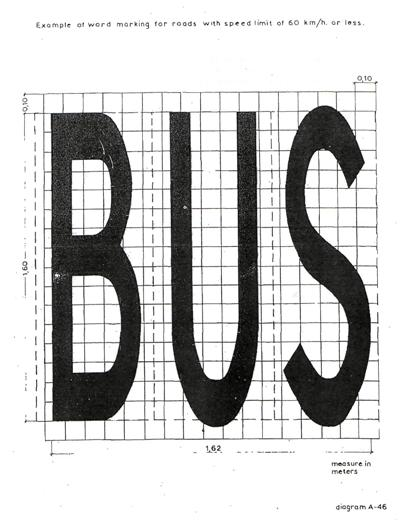 Example of word marking for roads with speed limit of 60 km/h. or less.
0,10
0,10
BUS
1,60
1,62
measure in
meters
diagram A-46